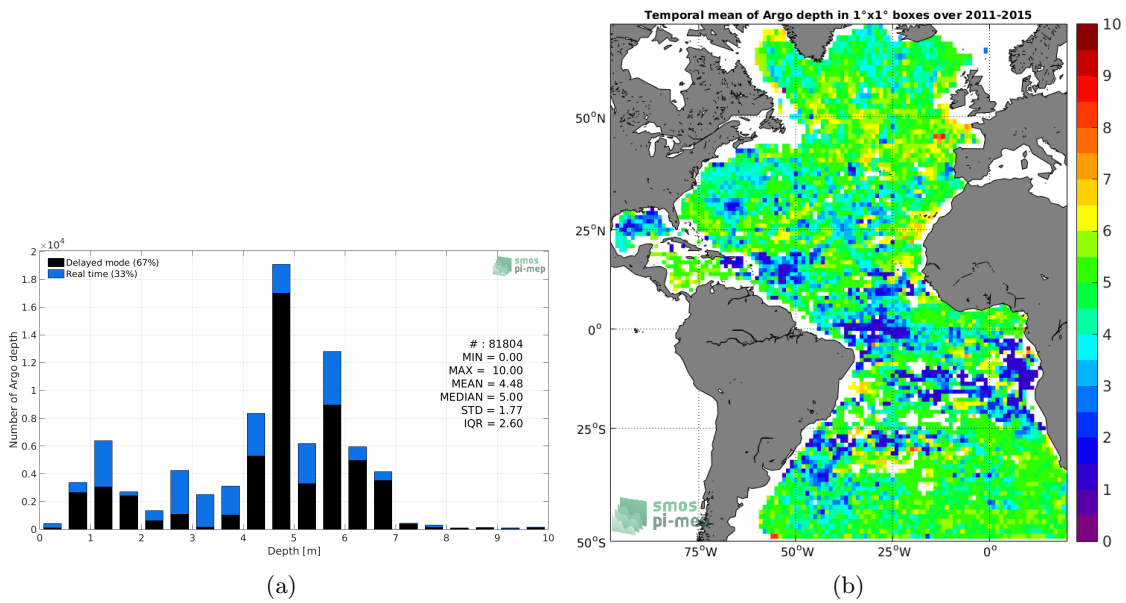 ×10⁴
Number of Argo depth
2
1.8
1.6
1.4
1.2
1
0.8
0.6
0.4
0.2
0
Delayed mode (67%)
Real time (33%)
smos
pi-mep
# : 81804
MIN = 0.00
MAX = 10.00
MEAN = 4.48
MEDIAN = 5.00
STD = 1.77
IQR = 2.60
0 1 2 3 4 5 6 7 8 9 10
Depth [m]
(a)
Temporal mean of Argo depth in 1°x1° boxes over 2011-2015
50°N
25°N
0°
25°S
50°S
75°W 50°W 25°W 0°
smos
pi-mep
10
9
8
7
6
5
4
3
2
1
0
(b)